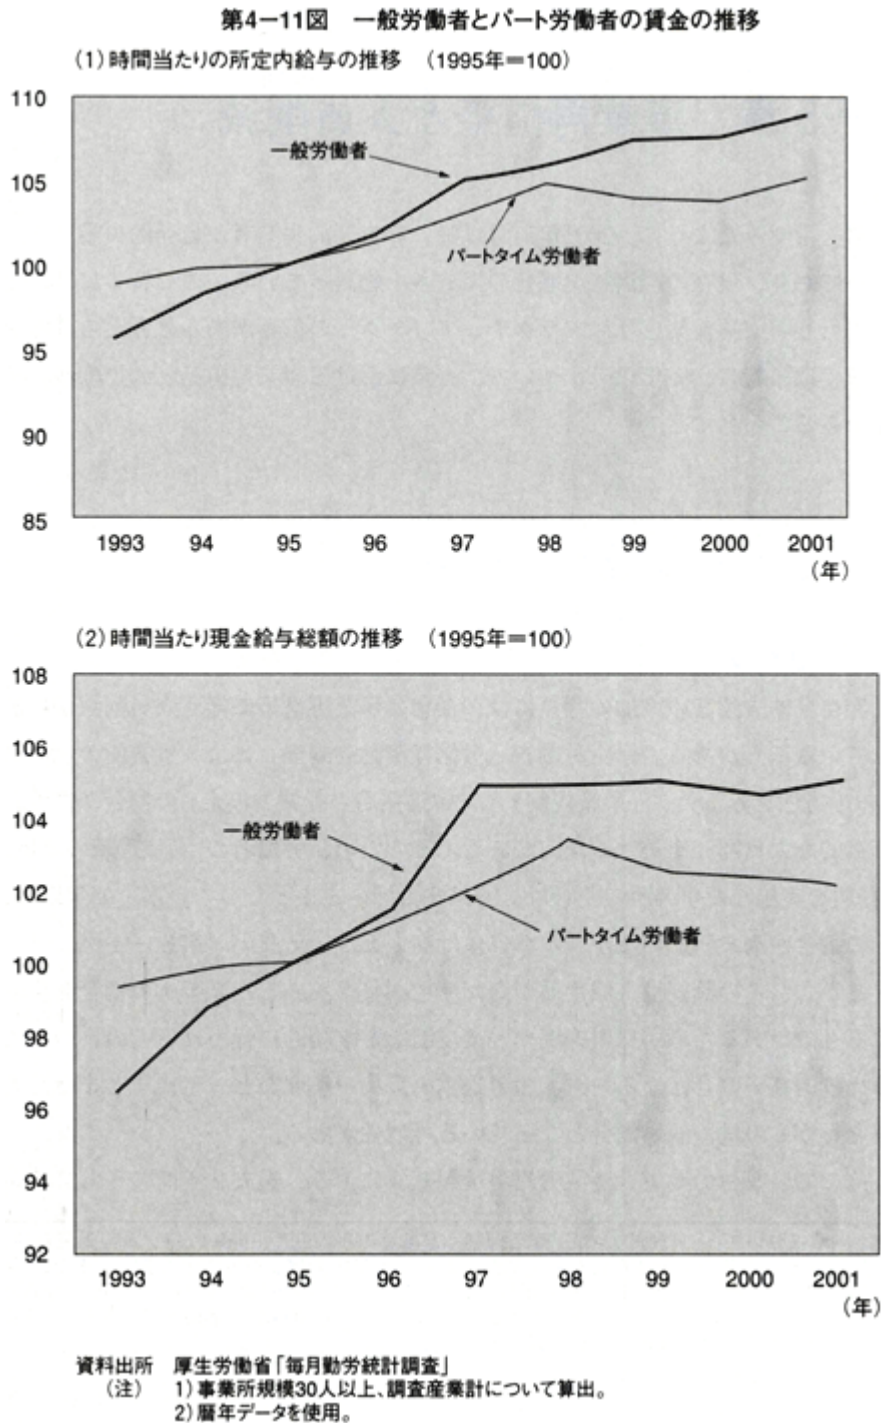 第4－11図　一般労働者とパート労働者の賃金の推移
(1)時間当たりの所定内給与の推移　(1995年＝100)
110
105
100
95
90
85
一般労働者
パートタイム労働者
1993 94 95 96 97 98 99 2000 2001
(年)
(2)時間当たり現金給与総額の推移　(1995年＝100)
108
106
104
102
100
98
96
94
92
一般労働者
パートタイム労働者
1993 94 95 96 97 98 99 2000 2001
(年)
資料出所　厚生労働省「毎月勤労統計調査」
(注)　1)事業所規模30人以上、調査産業計について算出。
2)暦年データを使用。